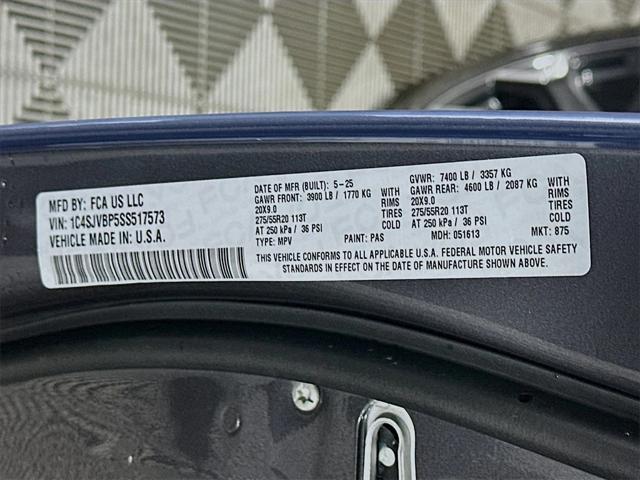 MFD BY: FCA US LLC
VIN: 1C4SJVBP5SS517573
VEHICLE MADE IN: U.S.A.
DATE OF MFR (BUILT): 5-25
GAWR FRONT: 3900 LB / 1770 KG
20X9.0
275/55R20 113T
AT 250 kPa / 36 PSI
TYPE: MPV PAINT: PAS
WITH
RIMS
TIRES
COLD
GVWR: 7400 LB / 3357 KG
GAWR REAR: 4600 LB / 2087 KG
20X9.0
275/55R20 113T
AT 250 kPa / 36 PSI
MDH: 051613 MKT: 875
WITH
RIMS
TIRES
COLD
THIS VEHICLE CONFORMS TO ALL APPLICABLE U.S.A. FEDERAL MOTOR VEHICLE SAFETY
STANDARDS IN EFFECT ON THE DATE OF MANUFACTURE SHOWN ABOVE.